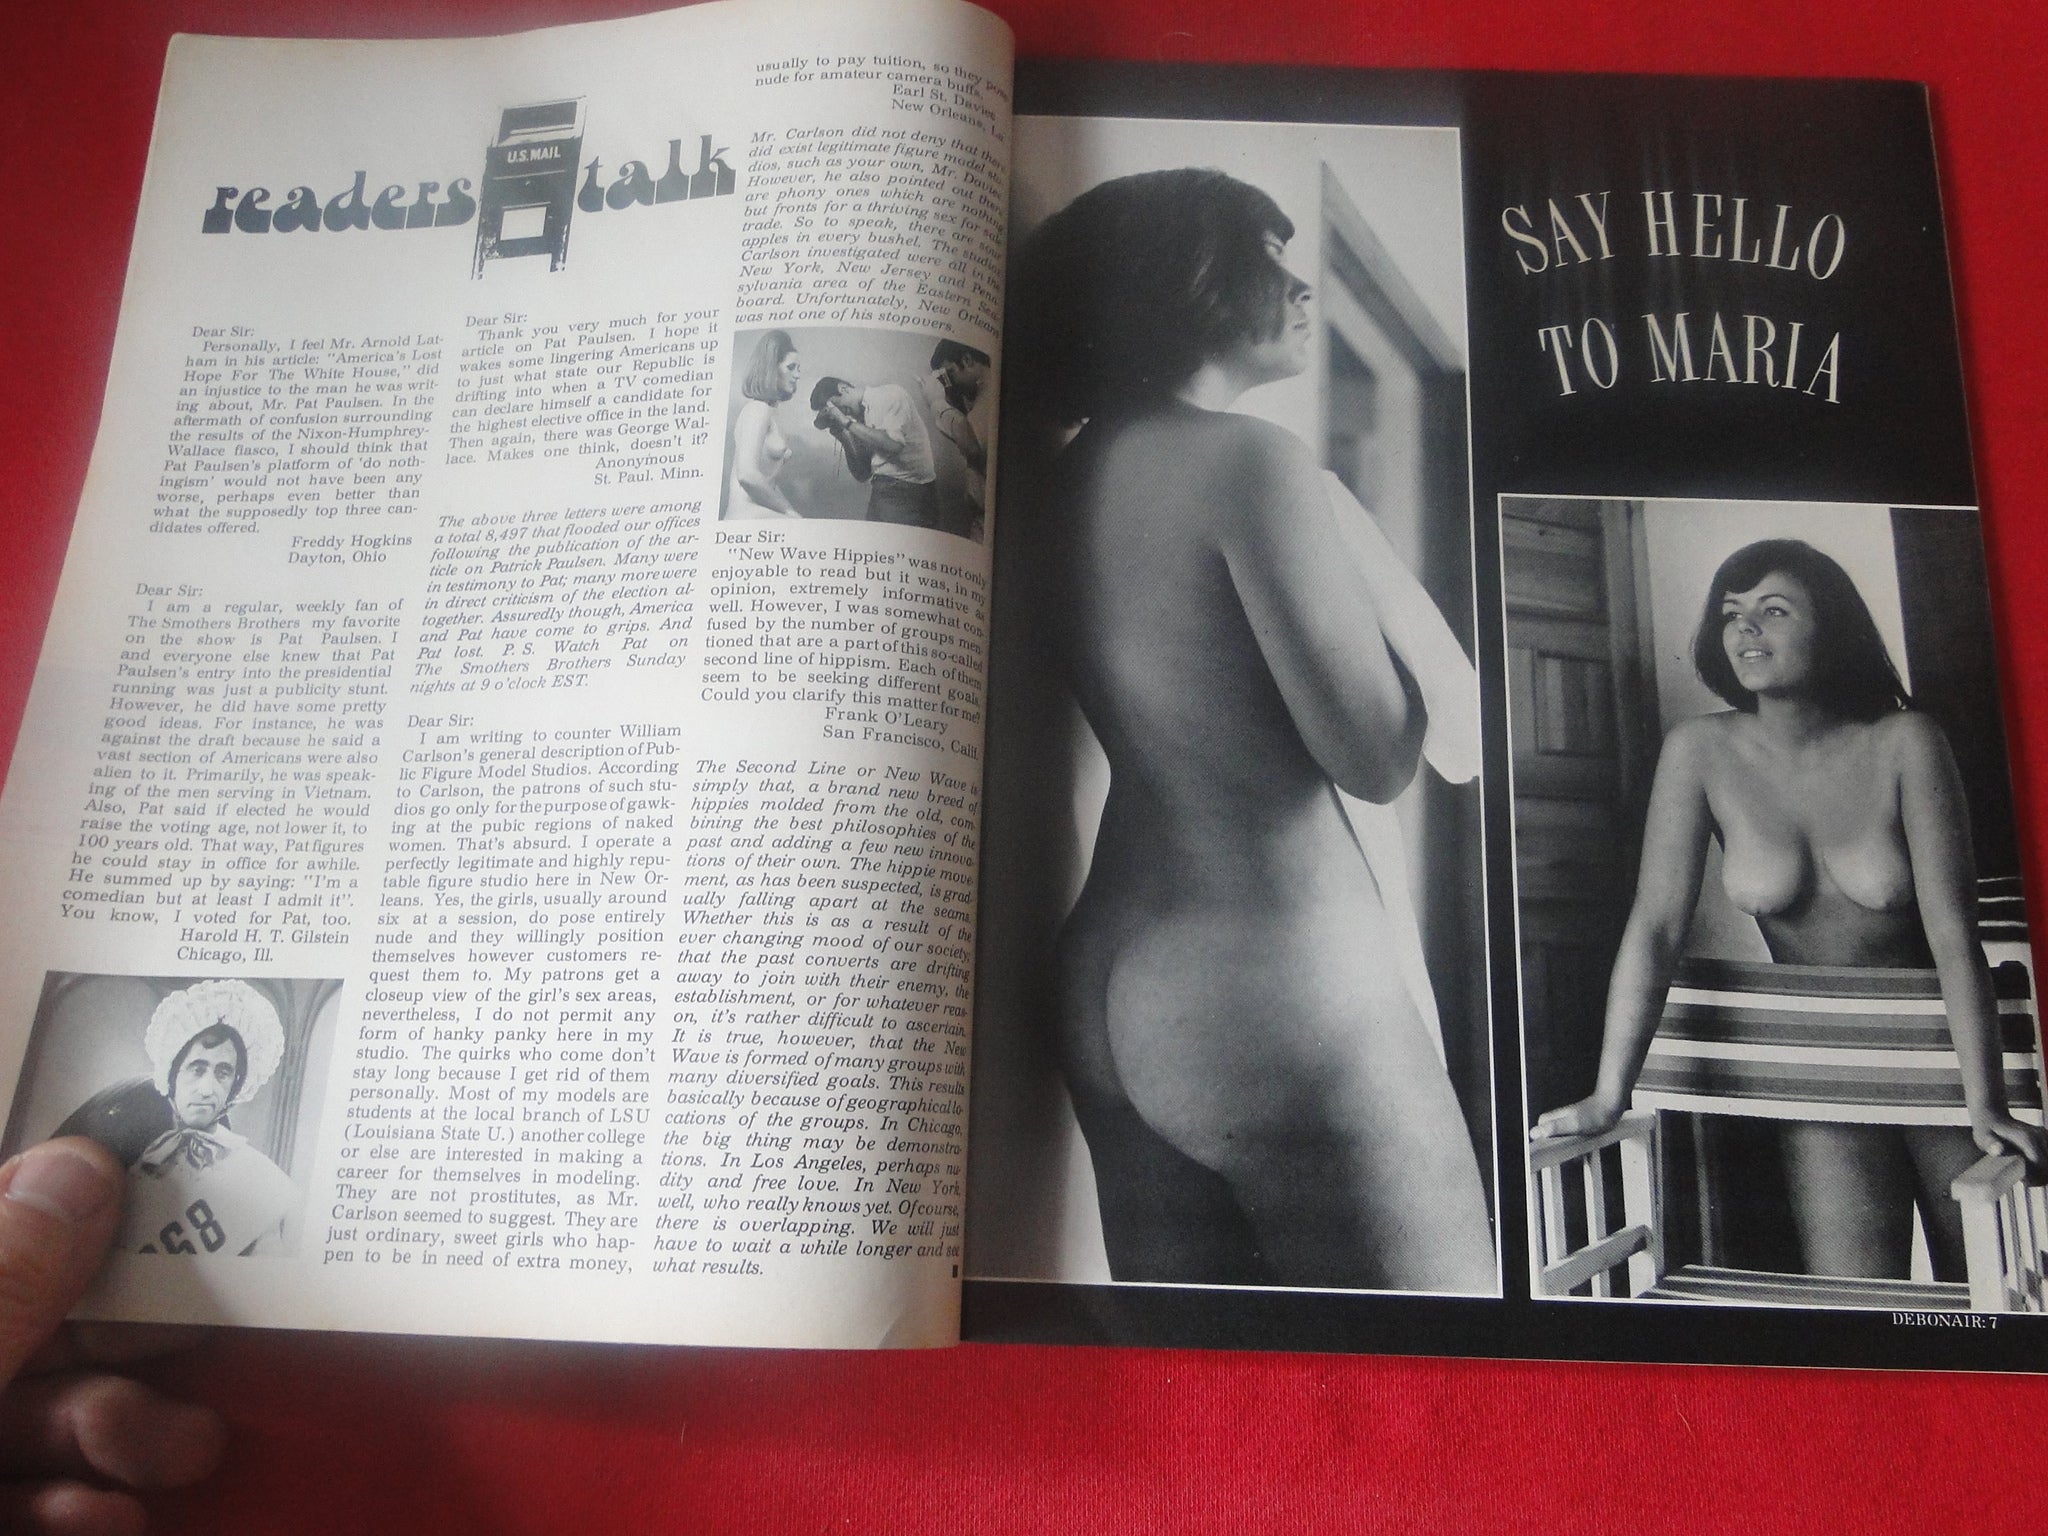 readers talk
U.S. MAIL
Dear Sir:
Personally, I feel Mr. Arnold Lat-
ham in his article: "America's Lost
Hope For The White House," did
an injustice to the man he was writ-
ing about, Mr. Pat Paulsen. In the
aftermath of confusion surrounding
the results of the Nixon-Humphrey-
Wallace fiasco, I should think that
Pat Paulsen's platform of 'do noth-
ingism' would not have been any
worse, perhaps even better than
what the supposedly top three can-
didates offered.
Freddy Hogkins
Dayton, Ohio
Dear Sir:
I am a regular, weekly fan of
The Smothers Brothers my favorite
on the show is Pat Paulsen. I
and everyone else knew that Pat
Paulsen's entry into the presidential
running was just a publicity stunt.
However, he did have some pretty
good ideas. For instance, he was
against the draft because he said a
vast section of Americans were also
alien to it. Primarily, he was speak-
ing of the men serving in Vietnam.
Also, Pat said if elected he would
raise the voting age, not lower it, to
100 years old. That way, Pat figures
he could stay in office for awhile.
He summed up by saying: "I'm a
comedian but at least I admit it".
You know, I voted for Pat, too.
Harold H. T. Gilstein
Chicago, Ill.
68
Dear Sir:
Thank you very much for your
article on Pat Paulsen. I hope it
wakes some lingering Americans up
to just what state our Republic is
drifting into when a TV comedian
can declare himself a candidate for
the highest elective office in the land.
Then again, there was George Wal-
lace. Makes one think, doesn't it?
Anonymous
St. Paul. Minn.
The above three letters were among
a total 8,497 that flooded our offices
following the publication of the ar-
ticle on Patrick Paulsen. Many were
in testimony to Pat; many more were
in direct criticism of the election al-
together. Assuredly though, America
and Pat have come to grips. And
Pat lost. P. S. Watch Pat on
The Smothers Brothers Sunday
nights at 9 o'clock EST.
Dear Sir:
I am writing to counter William
Carlson's general description of Pub-
lic Figure Model Studios. According
to Carlson, the patrons of such stu-
dios go only for the purpose of gawk-
ing at the pubic regions of naked
women. That's absurd. I operate a
perfectly legitimate and highly repu-
table figure studio here in New Or-
leans. Yes, the girls, usually around
six at a session, do pose entirely
nude and they willingly position
themselves however customers re-
quest them to. My patrons get a
closeup view of the girl's sex areas,
nevertheless, I do not permit any
form of hanky panky here in my
studio. The quirks who come don't
stay long because I get rid of them
personally. Most of my models are
students at the local branch of LSU
(Louisiana State U.) another college
or else are interested in making a
career for themselves in modeling.
They are not prostitutes, as Mr.
Carlson seemed to suggest. They are
just ordinary, sweet girls who hap-
pen to be in need of extra money,
usually to pay tuition, so they pose
nude for amateur camera buffs.
Earl St. Davies
New Orleans, La.
Mr. Carlson did not deny that there
did exist legitimate figure model stu-
dios, such as your own, Mr. Davies.
However, he also pointed out there
are phony ones which are nothing
but fronts for a thriving sex for sale
trade. So to speak, there are sour
apples in every bushel. The studios
Carlson investigated were all in the
New York, New Jersey and Penn-
sylvania area of the Eastern Sea-
board. Unfortunately, New Orleans
was not one of his stopovers.
Dear Sir:
"New Wave Hippies" was not only
enjoyable to read but it was, in my
opinion, extremely informative as
well. However, I was somewhat con-
fused by the number of groups men-
tioned that are a part of this so-called
second line of hippism. Each of them
seem to be seeking different goals.
Could you clarify this matter for me?
Frank O'Leary
San Francisco, Calif.
The Second Line or New Wave is
simply that, a brand new breed of
hippies molded from the old, com-
bining the best philosophies of the
past and adding a few new innova-
tions of their own. The hippie move-
ment, as has been suspected, is grad-
ually falling apart at the seams.
Whether this is as a result of the
ever changing mood of our society,
that the past converts are drifting
away to join with their enemy, the
establishment, or for whatever reas-
on, it's rather difficult to ascertain.
It is true, however, that the New
Wave is formed of many groups with
many diversified goals. This results
basically because of geographical lo-
cations of the groups. In Chicago,
the big thing may be demonstra-
tions. In Los Angeles, perhaps nu-
dity and free love. In New York,
well, who really knows yet. Of course,
there is overlapping. We will just
have to wait a while longer and see
what results.
SAY HELLO
TO MARIA
DEBONAIR: 7